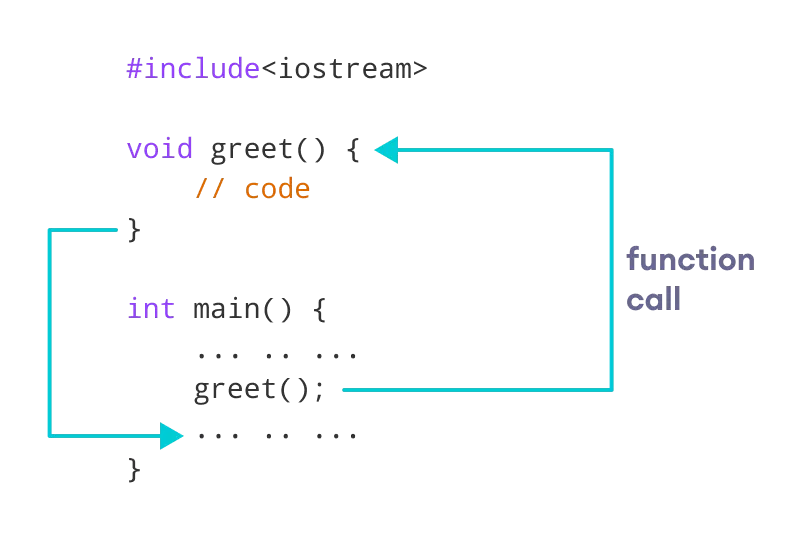 #include<iostream>
void greet() {
// code
}
function
call
int main() {
... .. ...
greet();
... .. ...
}